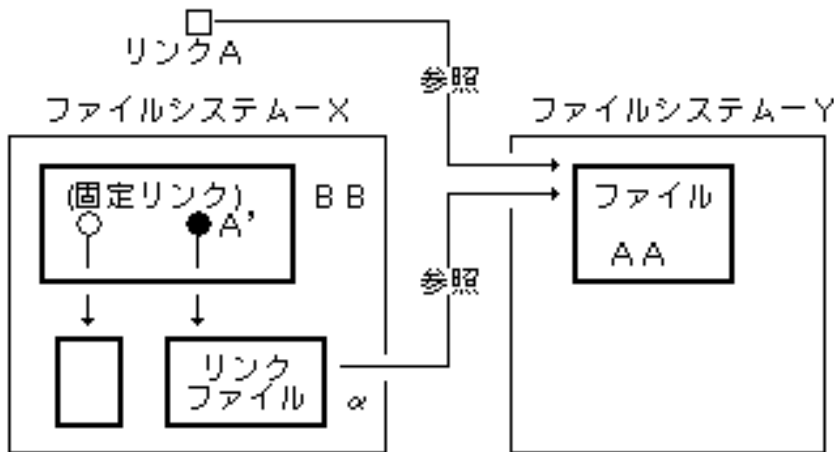 リンクA
参照
ファイルシステムーX
ファイルシステムーY
(固定リンク)
BB
A'
ファイル
AA
参照
リンク
ファイル
α